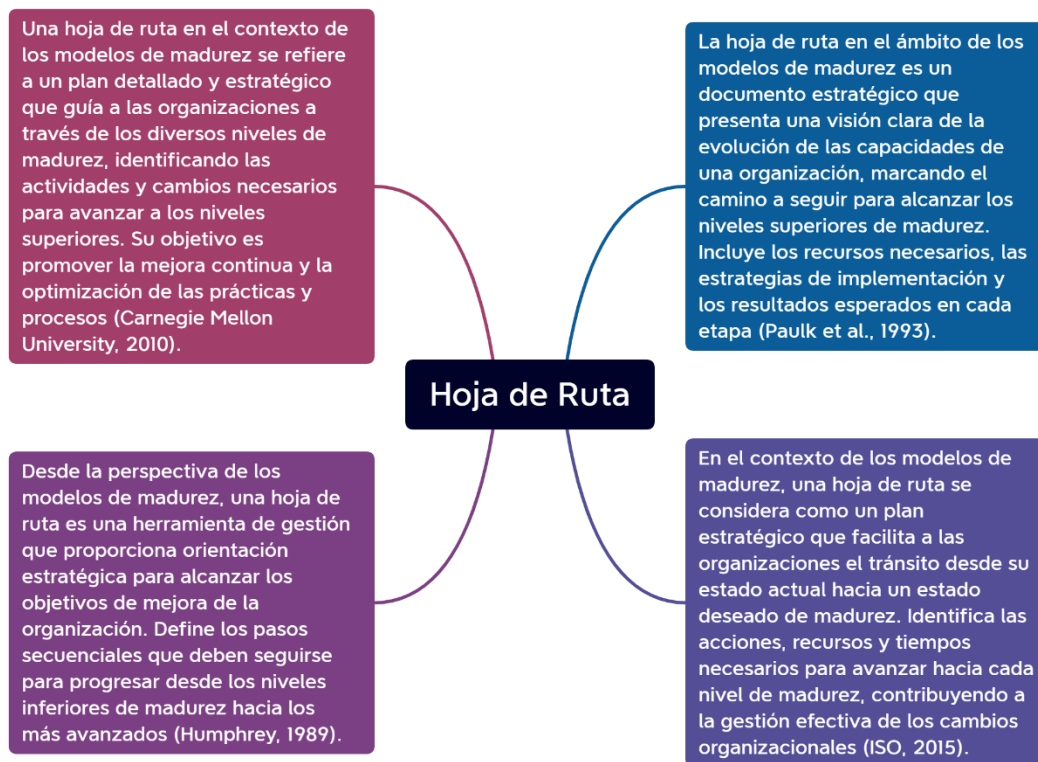 Una hoja de ruta en el contexto de
los modelos de madurez se refiere
a un plan detallado y estratégico
que guía a las organizaciones a
través de los diversos niveles de
madurez, identificando las
actividades y cambios necesarios
para avanzar a los niveles
superiores. Su objetivo es
promover la mejora continua y la
optimización de las prácticas y
procesos (Carnegie Mellon
University, 2010).
La hoja de ruta en el ámbito de los
modelos de madurez es un
documento estratégico que
presenta una visión clara de la
evolución de las capacidades de
una organización, marcando el
camino a seguir para alcanzar los
niveles superiores de madurez.
Incluye los recursos necesarios, las
estrategias de implementación y
los resultados esperados en cada
etapa (Paulk et al., 1993).
Hoja de Ruta
Desde la perspectiva de los
modelos de madurez, una hoja de
ruta es una herramienta de gestión
que proporciona orientación
estratégica para alcanzar los
objetivos de mejora de la
organización. Define los pasos
secuenciales que deben seguirse
para progresar desde los niveles
inferiores de madurez hacia los
más avanzados (Humphrey, 1989).
En el contexto de los modelos de
madurez, una hoja de ruta se
considera como un plan
estratégico que facilita a las
organizaciones el tránsito desde su
estado actual hacia un estado
deseado de madurez. Identifica las
acciones, recursos y tiempos
necesarios para avanzar hacia cada
nivel de madurez, contribuyendo a
la gestión efectiva de los cambios
organizacionales (ISO, 2015).